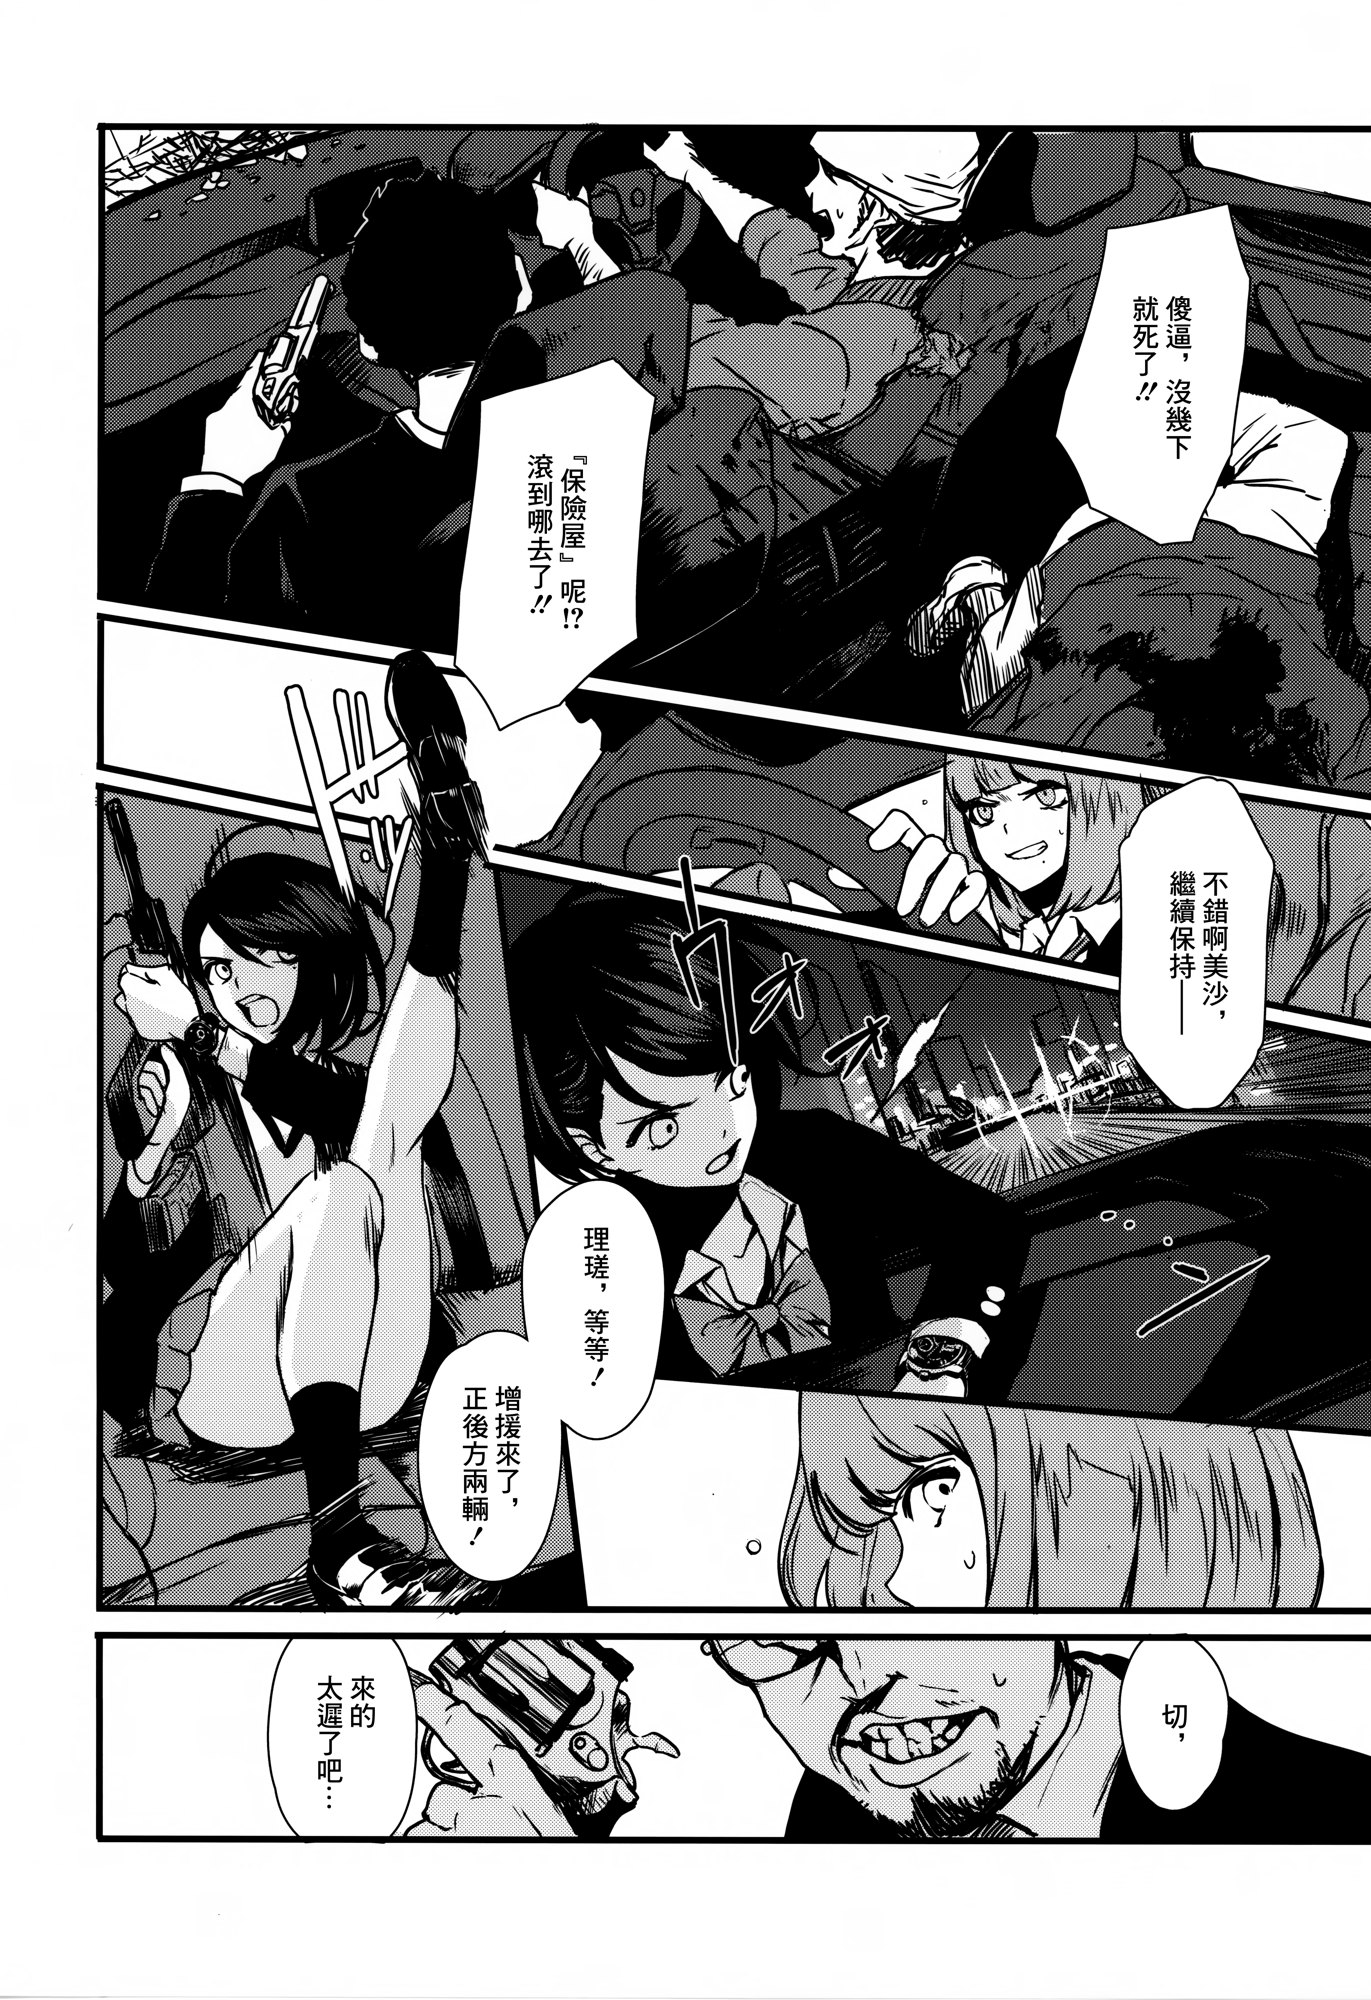 傻逼，沒幾下
就死了!!
『保險屋』呢!?
滾到哪去了!!
不錯啊美沙，
繼續保持——
理瑳，等等！
增援來了，
正後方兩輛！
切，
來的
太遲了吧…